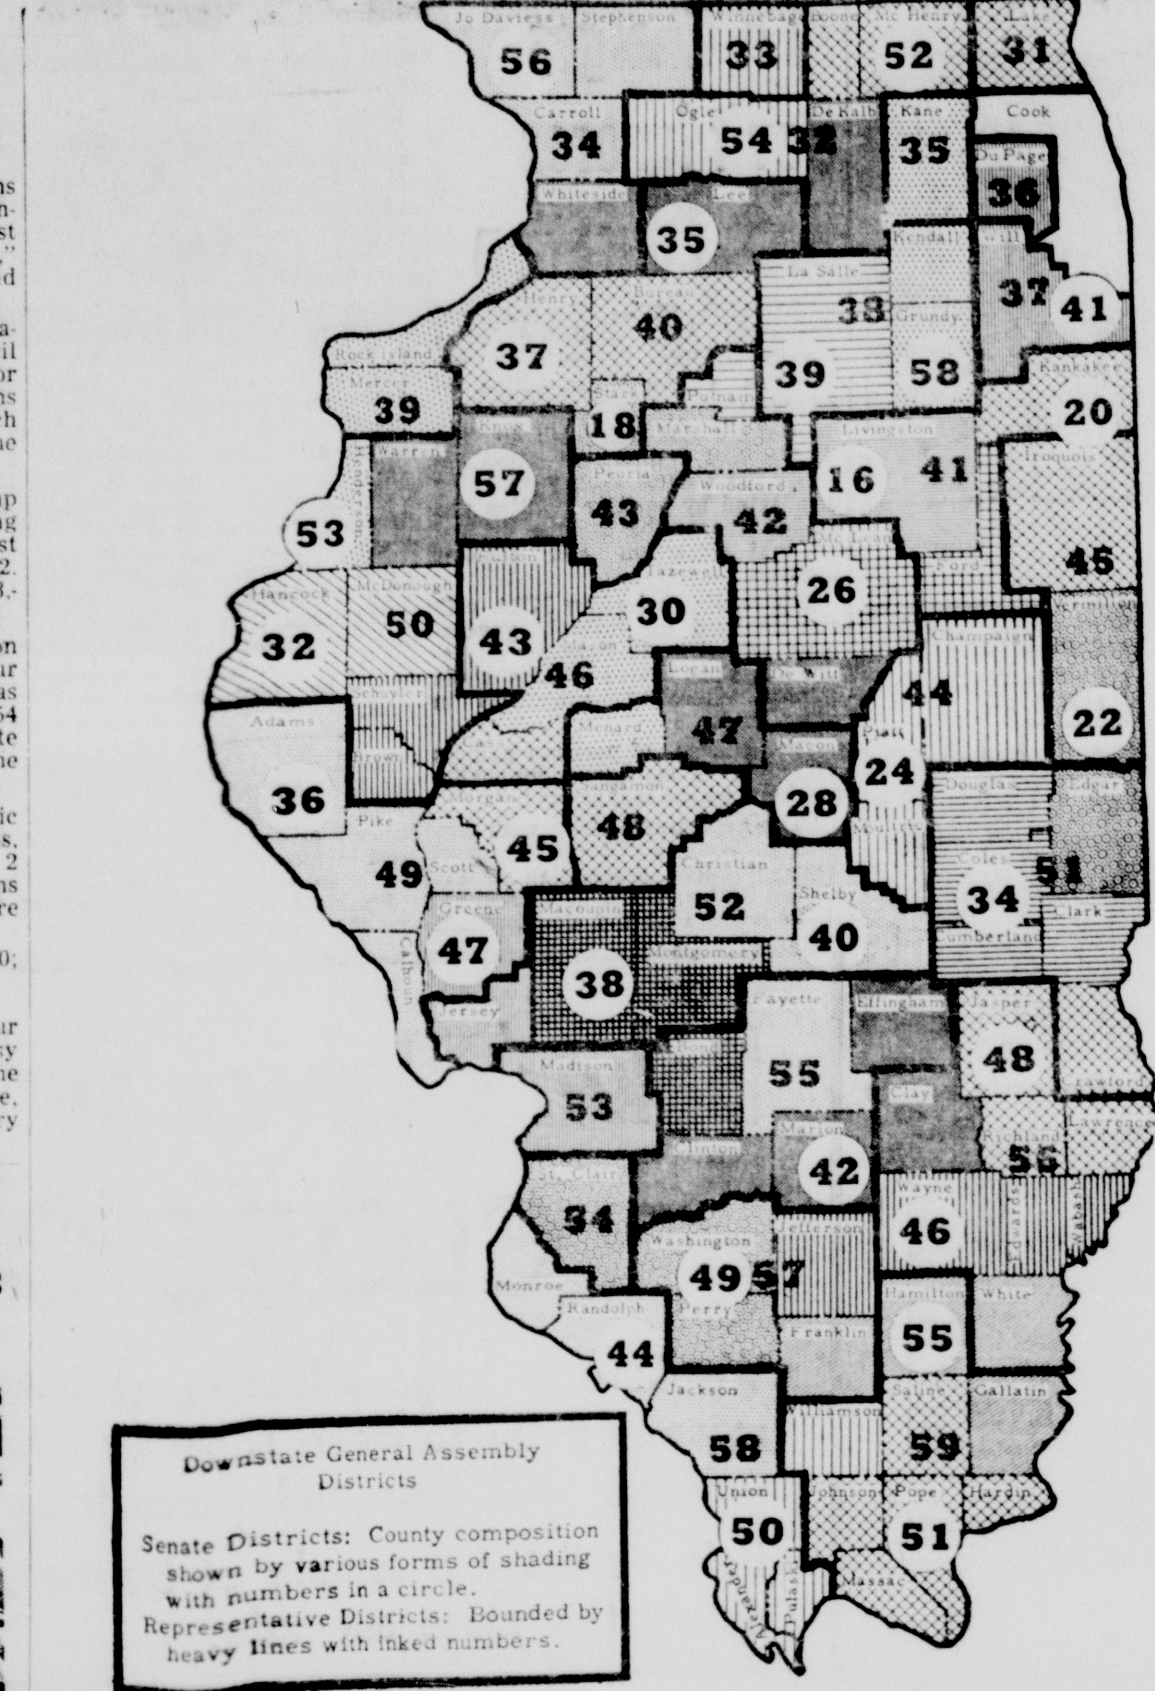 Jo Daviess Stephenson Winnebago Boone Mc Henry Lake
56 33 52 31
Carroll Ogle De Kalb Kane Cook
34 54 32 35
Du Page
36
Whiteside Lee
35
Kendall Will
La Salle
Henry Bureau
37 40 38 37 41
Grundy
Rock Island
39 58
Mercer Stark Putnam Kankakee
39 18 20
Knox Marshall Livingston
Henderson Warren Peoria Woodford Iroquois
57 43 42 16 41
53
Mc Lean
Tazewell Ford 45
Hancock McDonough
26
32 50 43 30
Vermilion
Champaign
46 Logan De Witt
Schuyler 44
Adams Menard 47 Piatt 22
Cass Macon
Brown 24
36 Morgan Sangamon 28 Douglas Edgar
Pike 48 Moultrie
45
49 Scott Christian Coles 51
52 Shelby 34
Greene Macoupin Clark
47 40 Cumberland
Calhoun Montgomery
38
Jersey Fayette Effingham Jasper
48
Madison 55 Crawford
53 Clay
Marion Richland Lawrence
Clinton
42
St. Clair Wayne Edwards Wabash
54 46
Washington Jefferson
49 57
Monroe Perry Hamilton White
Randolph Franklin
44 55
Jackson Saline Gallatin
Williamson
58 59
Union Johnson Pope Hardin
50 51
Alexander Pulaski Massac
Downstate General Assembly
Districts
Senate Districts: County composition
shown by various forms of shading
with numbers in a circle.
Representative Districts: Bounded by
heavy lines with inked numbers.